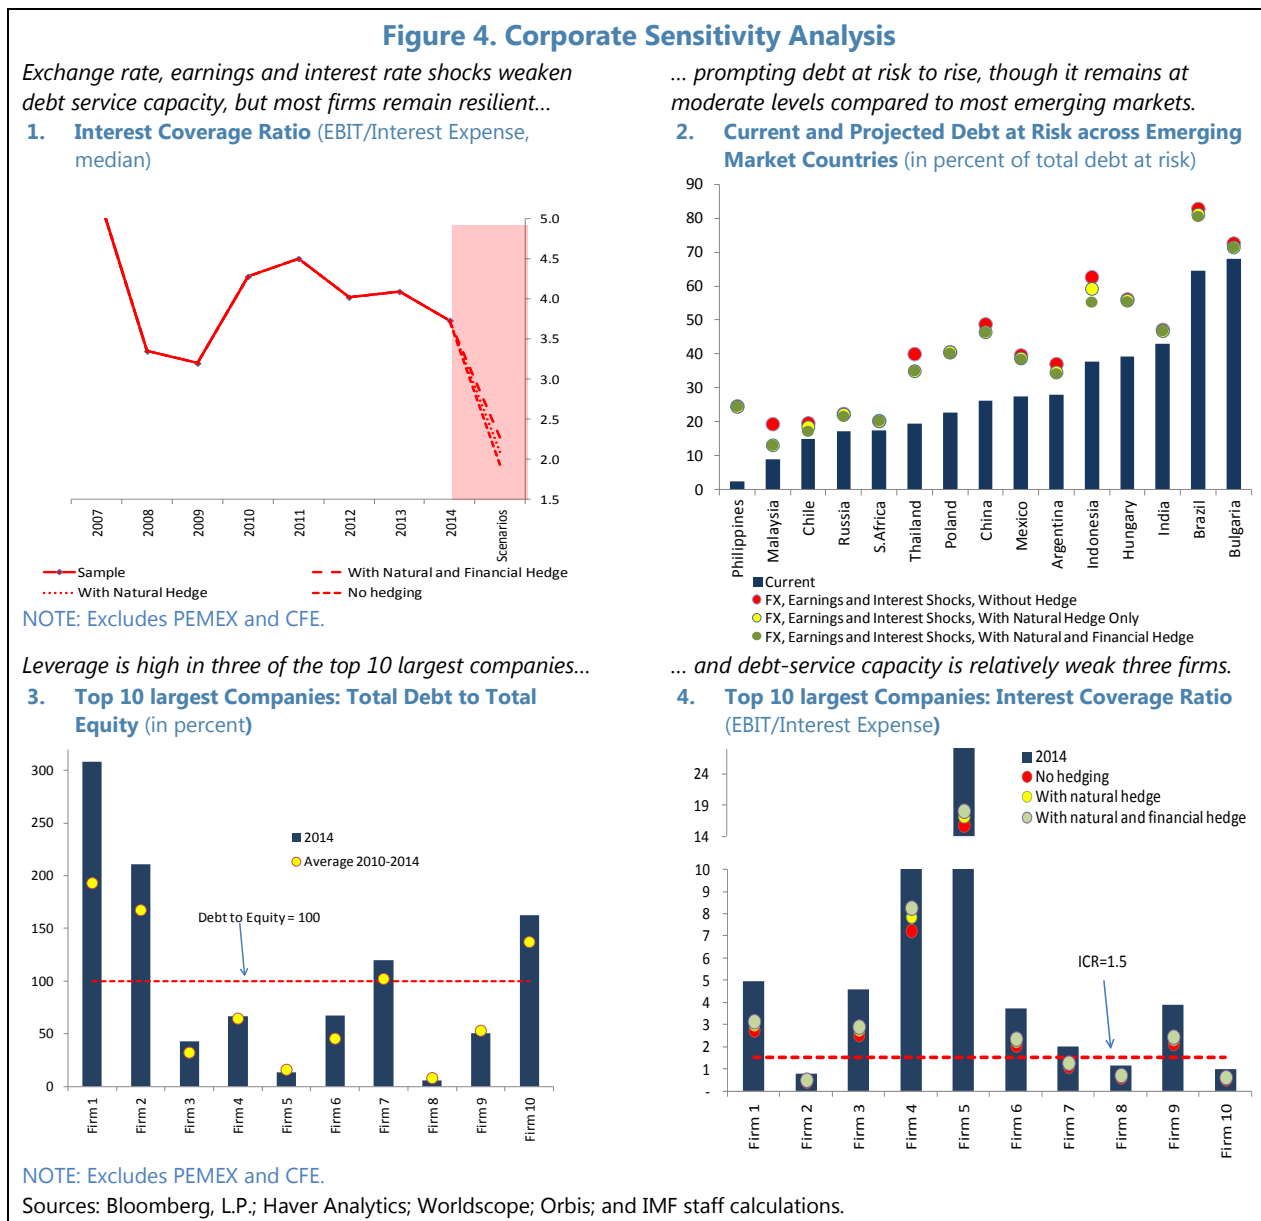 Figure 4. Corporate Sensitivity Analysis
Exchange rate, earnings and interest rate shocks weaken
debt service capacity, but most firms remain resilient...
1. Interest Coverage Ratio (EBIT/Interest Expense,
median)
5.0
4.5
4.0
3.5
3.0
2.5
2.0
1.5
2007
2008
2009
2010
2011
2012
2013
2014
Scenarios
Sample
With Natural and Financial Hedge
With Natural Hedge
No hedging
NOTE: Excludes PEMEX and CFE.
... prompting debt at risk to rise, though it remains at
moderate levels compared to most emerging markets.
2. Current and Projected Debt at Risk across Emerging
Market Countries (in percent of total debt at risk)
90
80
70
60
50
40
30
20
10
0
Philippines
Malaysia
Chile
Russia
S.Africa
Thailand
Poland
China
Mexico
Argentina
Indonesia
Hungary
India
Brazil
Bulgaria
Current
FX, Earnings and Interest Shocks, Without Hedge
FX, Earnings and Interest Shocks, With Natural Hedge Only
FX, Earnings and Interest Shocks, With Natural and Financial Hedge
Leverage is high in three of the top 10 largest companies...
3. Top 10 largest Companies: Total Debt to Total
Equity (in percent)
300
250
200
150
100
50
0
2014
Average 2010-2014
Debt to Equity = 100
Firm 1
Firm 2
Firm 3
Firm 4
Firm 5
Firm 6
Firm 7
Firm 8
Firm 9
Firm 10
... and debt-service capacity is relatively weak three firms.
4. Top 10 largest Companies: Interest Coverage Ratio
(EBIT/Interest Expense)
24
19
14
10
9
8
7
6
5
4
3
2
1
-
2014
No hedging
With natural hedge
With natural and financial hedge
ICR=1.5
Firm 1
Firm 2
Firm 3
Firm 4
Firm 5
Firm 6
Firm 7
Firm 8
Firm 9
Firm 10
NOTE: Excludes PEMEX and CFE.
Sources: Bloomberg, L.P.; Haver Analytics; Worldscope; Orbis; and IMF staff calculations.